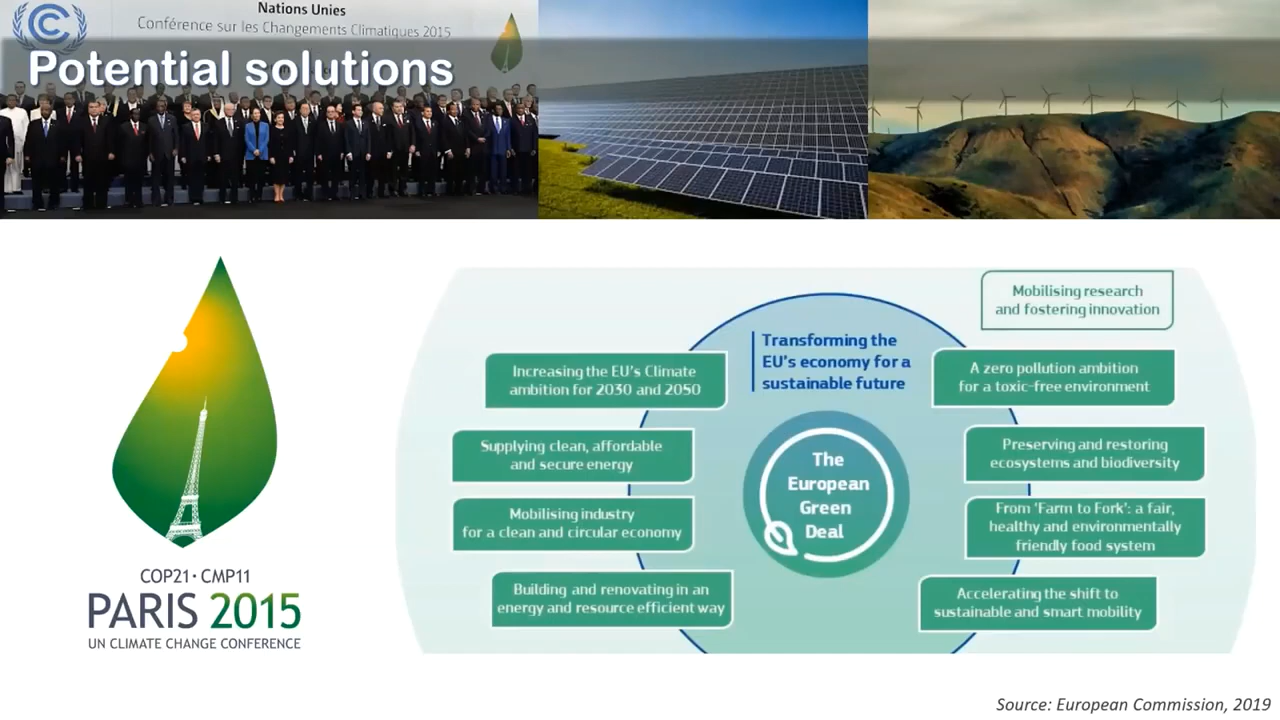 Nations Unies
Conférence sur les Changements Climatiques 2015
Potential solutions
COP21 · CMP11
PARIS 2015
UN CLIMATE CHANGE CONFERENCE
Mobilising research
and fostering innovation
Transforming the
EU's economy for a
sustainable future
Increasing the EU's Climate
ambition for 2030 and 2050
Supplying clean, affordable
and secure energy
Mobilising industry
for a clean and circular economy
Building and renovating in an
energy and resource efficient way
The
European
Green
Deal
A zero pollution ambition
for a toxic-free environment
Preserving and restoring
ecosystems and biodiversity
From 'Farm to Fork': a fair,
healthy and environmentally
friendly food system
Accelerating the shift to
sustainable and smart mobility
Source: European Commission, 2019